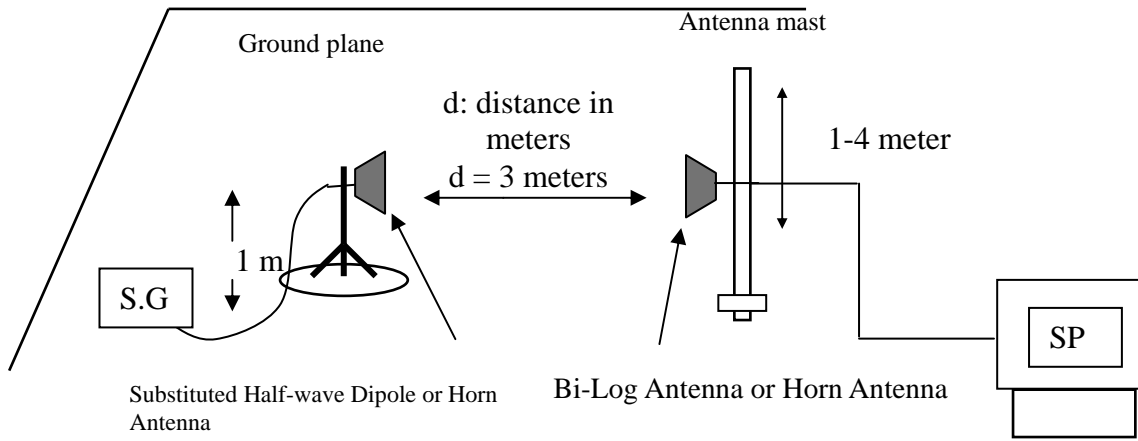 Ground plane
Antenna mast
d: distance in
meters
d = 3 meters
1-4 meter
1 m
S.G
SP
Substituted Half-wave Dipole or Horn
Antenna
Bi-Log Antenna or Horn Antenna